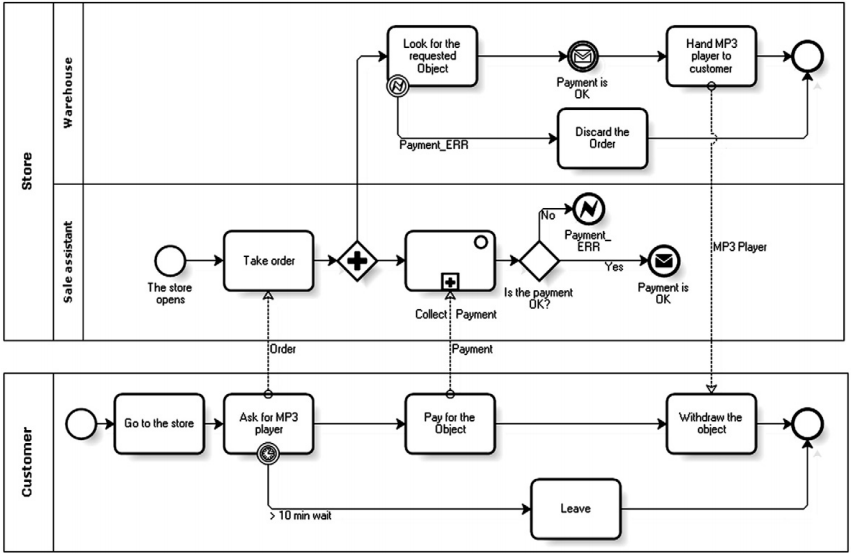 Store
Warehouse
Look for the
requested
Object
Payment is
OK
Hand MP3
player to
customer
Payment_ERR
Discard the
Order
Sale assistant
The store
opens
Take order
Collect Payment
Is the payment
OK?
No
Payment_
ERR
Yes
Payment is
OK
MP3 Player
Order
Payment
Customer
Go to the store
Ask for MP3
player
Pay for the
Object
Withdraw the
object
> 10 min wait
Leave